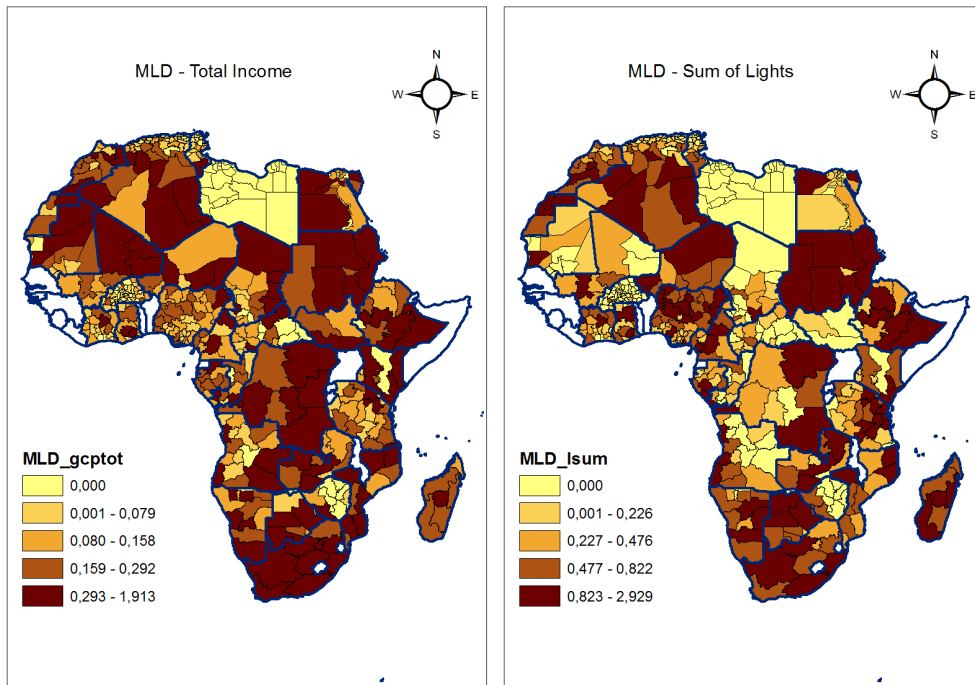 MLD - Total Income
N
W
E
S
MLD_gcptot
0,000
0,001 - 0,079
0,080 - 0,158
0,159 - 0,292
0,293 - 1,913
MLD - Sum of Lights
N
W
E
S
MLD_lsum
0,000
0,001 - 0,226
0,227 - 0,476
0,477 - 0,822
0,823 - 2,929